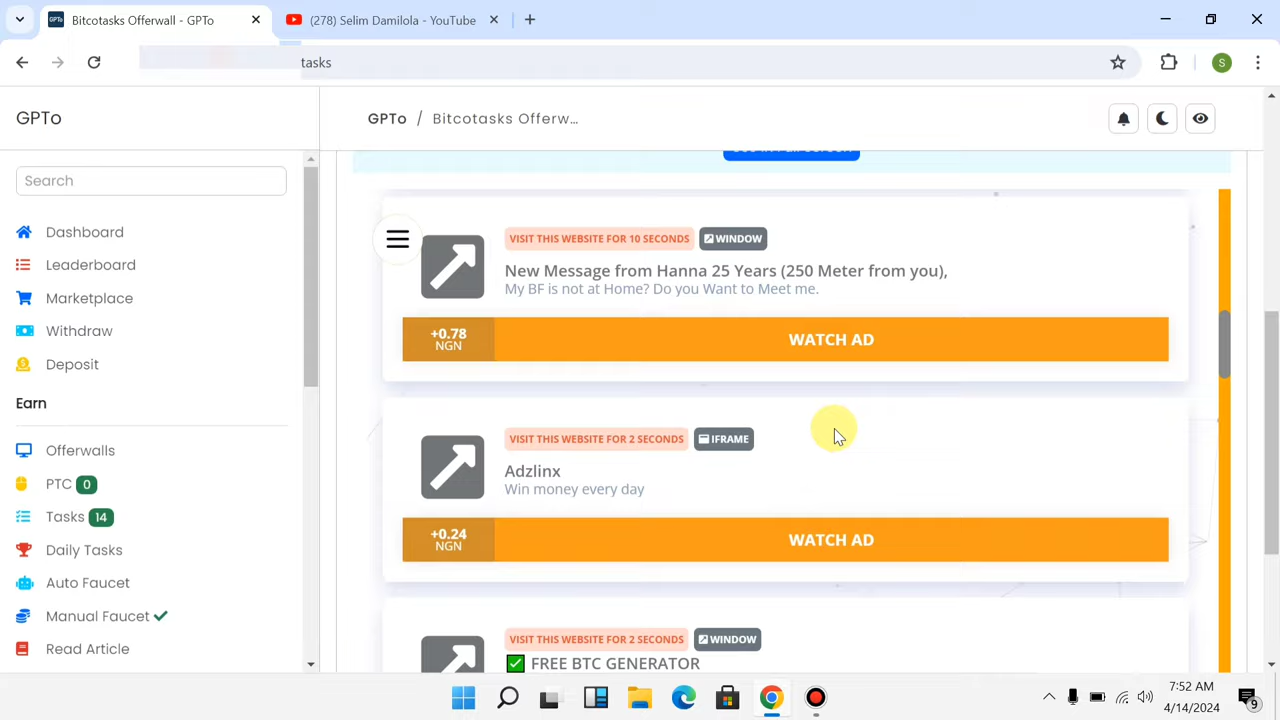 Bitcotasks Offerwall - GPTo
(278) Selim Damilola - YouTube
tasks
S
GPTo
GPTo / Bitcotasks Offerw...
Search
Dashboard
Leaderboard
Marketplace
Withdraw
Deposit
Earn
Offerwalls
PTC 0
Tasks 14
Daily Tasks
Auto Faucet
Manual Faucet
Read Article
VISIT THIS WEBSITE FOR 10 SECONDS WINDOW
New Message from Hanna 25 Years (250 Meter from you),
My BF is not at Home? Do you Want to Meet me.
+0.78
NGN
WATCH AD
VISIT THIS WEBSITE FOR 2 SECONDS IFRAME
Adzlinx
Win money every day
+0.24
NGN
WATCH AD
VISIT THIS WEBSITE FOR 2 SECONDS WINDOW
✅ FREE BTC GENERATOR
7:52 AM
4/14/2024
9